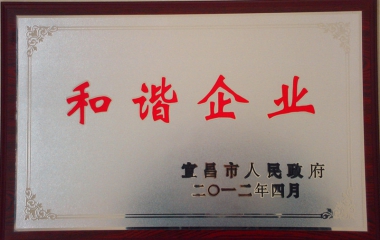 和谐企业
宜昌市人民政府
二〇一二年四月